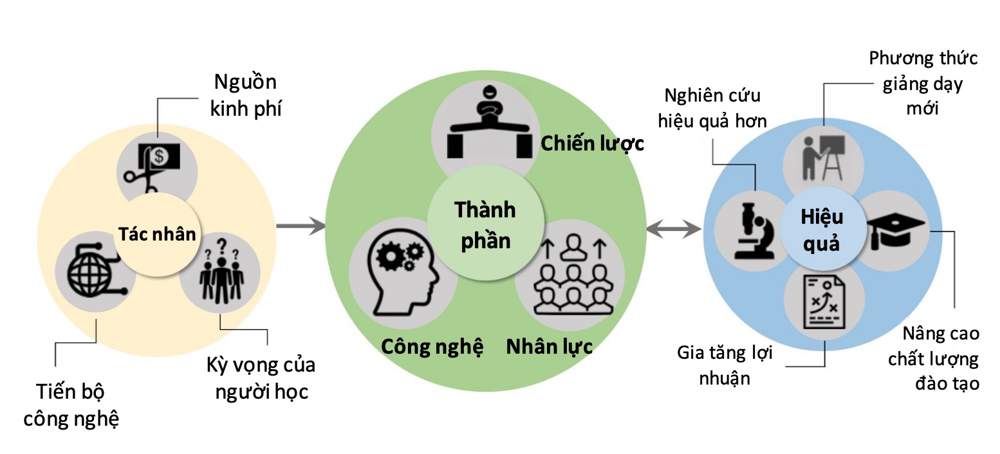 Nguồn
kinh phí
Tác nhân
Tiến bộ
công nghệ
Kỳ vọng của
người học
Chiến lược
Thành
phần
Công nghệ
Nhân lực
Nghiên cứu
hiệu quả hơn
Phương thức
giảng dạy
mới
Hiệu
quả
Gia tăng lợi
nhuận
Nâng cao
chất lượng
đào tạo